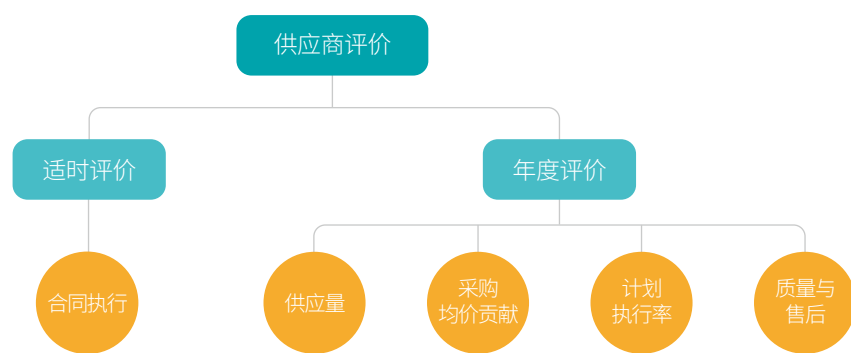 供应商评价
适时评价
年度评价
合同执行
供应量
采购
均价贡献
计划
执行率
质量与
售后